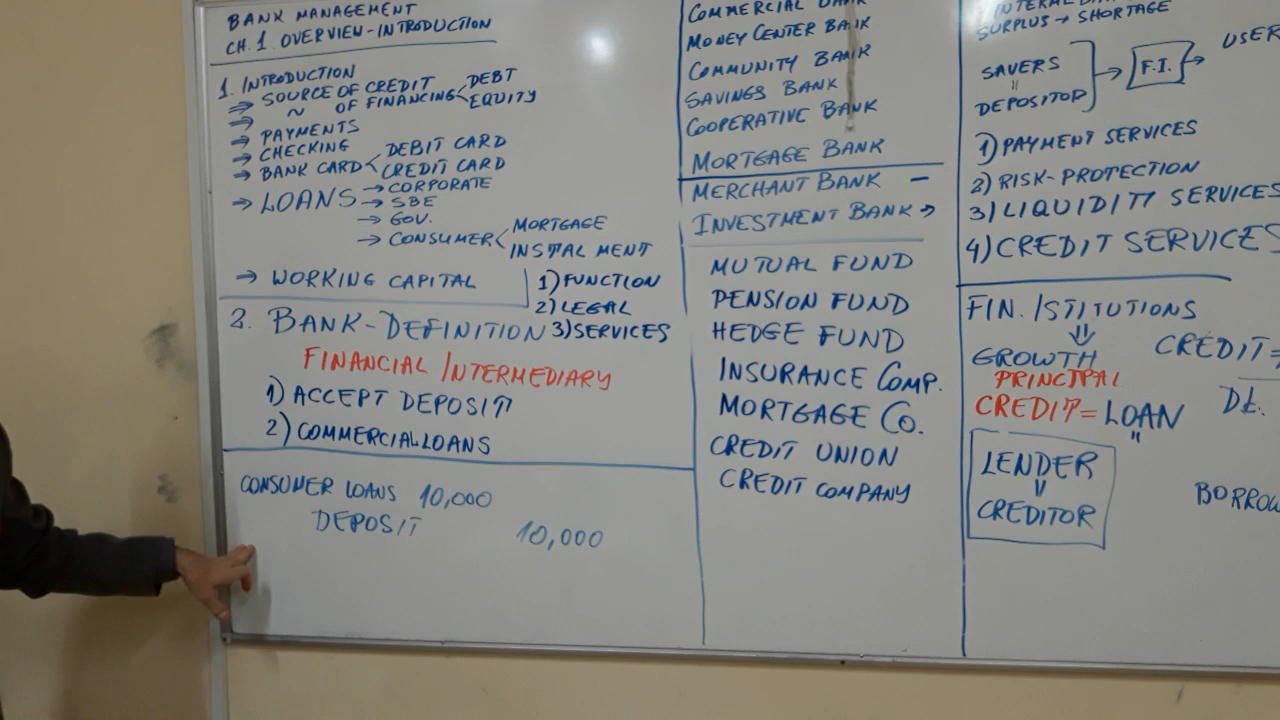 BANK MANAGEMENT
CH.1 OVERVIEW-INTRODUCTION
1. INTRODUCTION
⇒ SOURCE OF CREDIT
⇒ ~ OF FINANCING < DEBT
EQUITY
→ PAYMENTS
→ CHECKING
→ BANK CARD < DEBIT CARD
CREDIT CARD
→ LOANS → CORPORATE
→ SBE
→ GOV.
→ CONSUMER < MORTGAGE
INSTALMENT
→ WORKING CAPITAL
1) FUNCTION
2) LEGAL
3) SERVICES
2. BANK-DEFINITION
FINANCIAL INTERMEDIARY
1) ACCEPT DEPOSIT
2) COMMERCIAL LOANS
CONSUMER LOANS 10,000
DEPOSIT 10,000
COMMERCIAL BANK
MONEY CENTER BANK
COMMUNITY BANK
SAVINGS BANK
COOPERATIVE BANK
MORTGAGE BANK
MERCHANT BANK –
INVESTMENT BANK →
MUTUAL FUND
PENSION FUND
HEDGE FUND
INSURANCE COMP.
MORTGAGE CO.
CREDIT UNION
CREDIT COMPANY
SURPLUS → SHORTAGE
SAVERS
"
DEPOSITOR
→ F.I. → USER
1) PAYMENT SERVICES
2) RISK-PROTECTION
3) LIQUIDITY SERVICES
4) CREDIT SERVICES
FIN. ISTITUTIONS
⇓
GROWTH
CREDIT =
PRINCIPAL
CREDIT = LOAN
"
LENDER
CREDITOR
BORROW